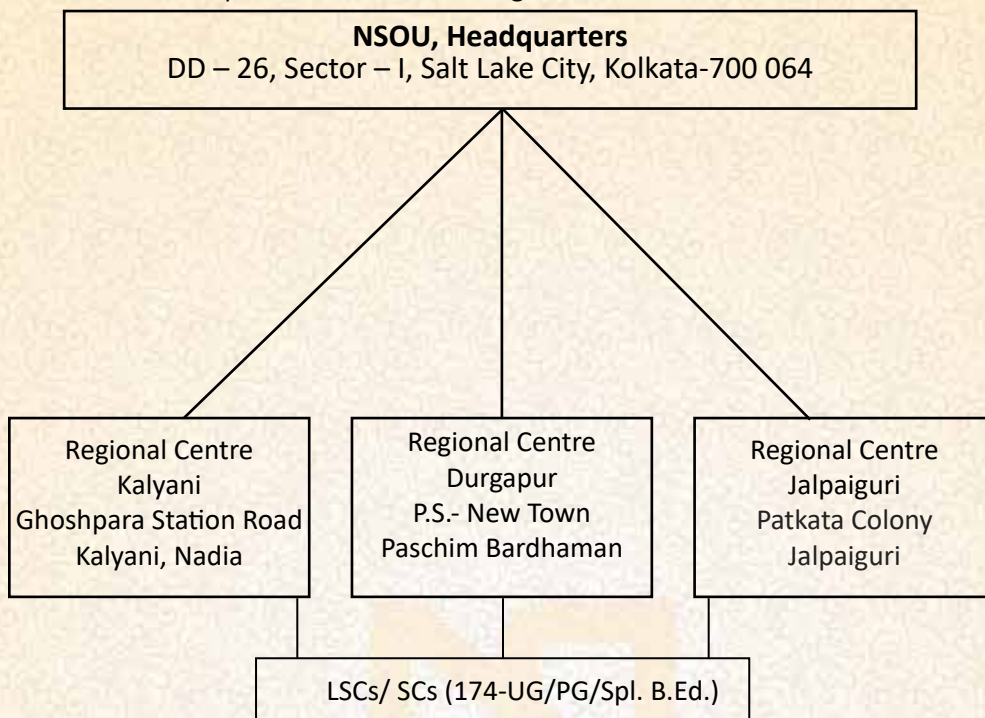 NSOU, Headquarters
DD – 26, Sector – I, Salt Lake City, Kolkata-700 064
Regional Centre
Kalyani
Ghoshpara Station Road
Kalyani, Nadia
Regional Centre
Durgapur
P.S.- New Town
Paschim Bardhaman
Regional Centre
Jalpaiguri
Patkata Colony
Jalpaiguri
LSCs/ SCs (174-UG/PG/Spl. B.Ed.)